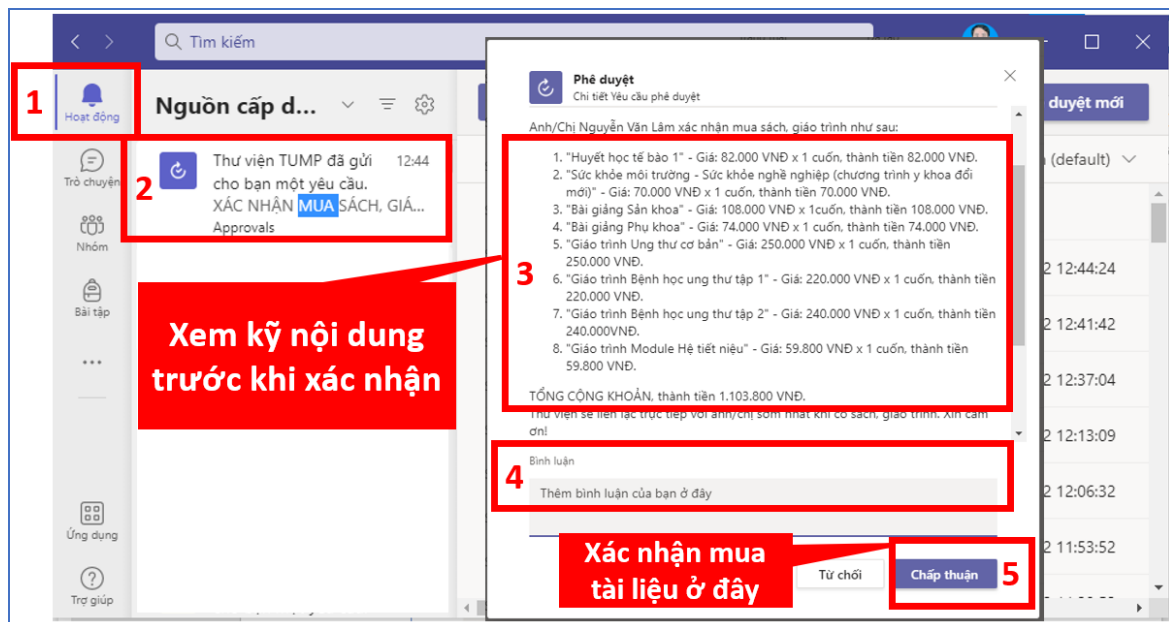 Tìm kiếm
1
Hoạt động
Trò chuyện
Nhóm
Bài tập
Ứng dụng
Trợ giúp
Nguồn cấp d...
2
Thư viện TUMP đã gửi 12:44
cho bạn một yêu cầu.
XÁC NHẬN MUA SÁCH, GIÁ...
Approvals
Xem kỹ nội dung
trước khi xác nhận
Phê duyệt
Chi tiết Yêu cầu phê duyệt
Anh/Chị Nguyễn Văn Lâm xác nhận mua sách, giáo trình như sau:
3
1. "Huyết học tế bào 1" - Giá: 82.000 VNĐ x 1 cuốn, thành tiền 82.000 VNĐ.
2. "Sức khỏe môi trường - Sức khỏe nghề nghiệp (chương trình y khoa đổi
mới)" - Giá: 70.000 VNĐ x 1 cuốn, thành tiền 70.000 VNĐ.
3. "Bài giảng Sản khoa" - Giá: 108.000 VNĐ x 1cuốn, thành tiền 108.000 VNĐ.
4. "Bài giảng Phụ khoa" - Giá: 74.000 VNĐ x 1 cuốn, thành tiền 74.000 VNĐ.
5. "Giáo trình Ung thư cơ bản" - Giá: 250.000 VNĐ x 1 cuốn, thành tiền
250.000 VNĐ.
6. "Giáo trình Bệnh học ung thư tập 1" - Giá: 220.000 VNĐ x 1 cuốn, thành tiền
220.000 VNĐ.
7. "Giáo trình Bệnh học ung thư tập 2" - Giá: 240.000 VNĐ x 1 cuốn, thành tiền
240.000VNĐ.
8. "Giáo trình Module Hệ tiết niệu" - Giá: 59.800 VNĐ x 1 cuốn, thành tiền
59.800 VNĐ.
TỔNG CỘNG KHOẢN, thành tiền 1.103.800 VNĐ.
Thư viện sẽ liên lạc trực tiếp với anh/chị sớm nhất khi có sách, giáo trình. Xin cảm
ơn!
4
Bình luận
Thêm bình luận của bạn ở đây
Xác nhận mua
tài liệu ở đây
Từ chối
Chấp thuận
5
duyệt mới
(default)
2 12:44:24
2 12:41:42
2 12:37:04
2 12:13:09
2 12:06:32
2 11:53:52